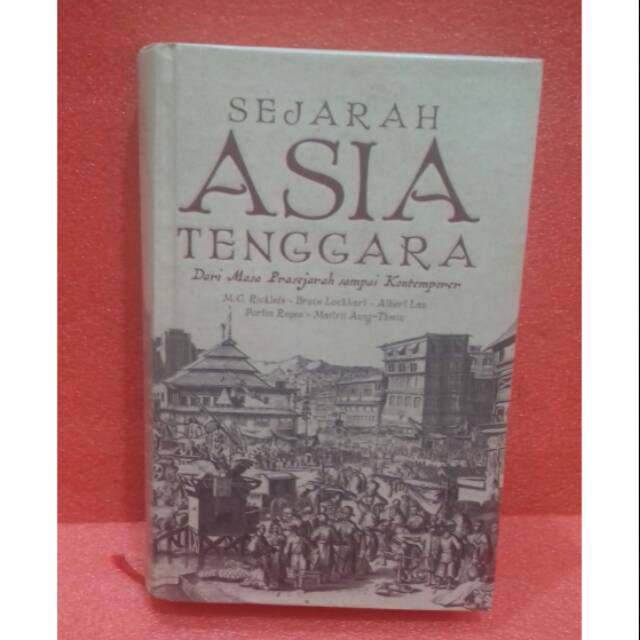 SEJARAH
ASIA
TENGGARA
Dari Masa Prasejarah sampai Kontemporer
M.C. Ricklefs - Bruce Lockhart - Albert Lau
Portia Reyes - Maitrii Aung-Thwin